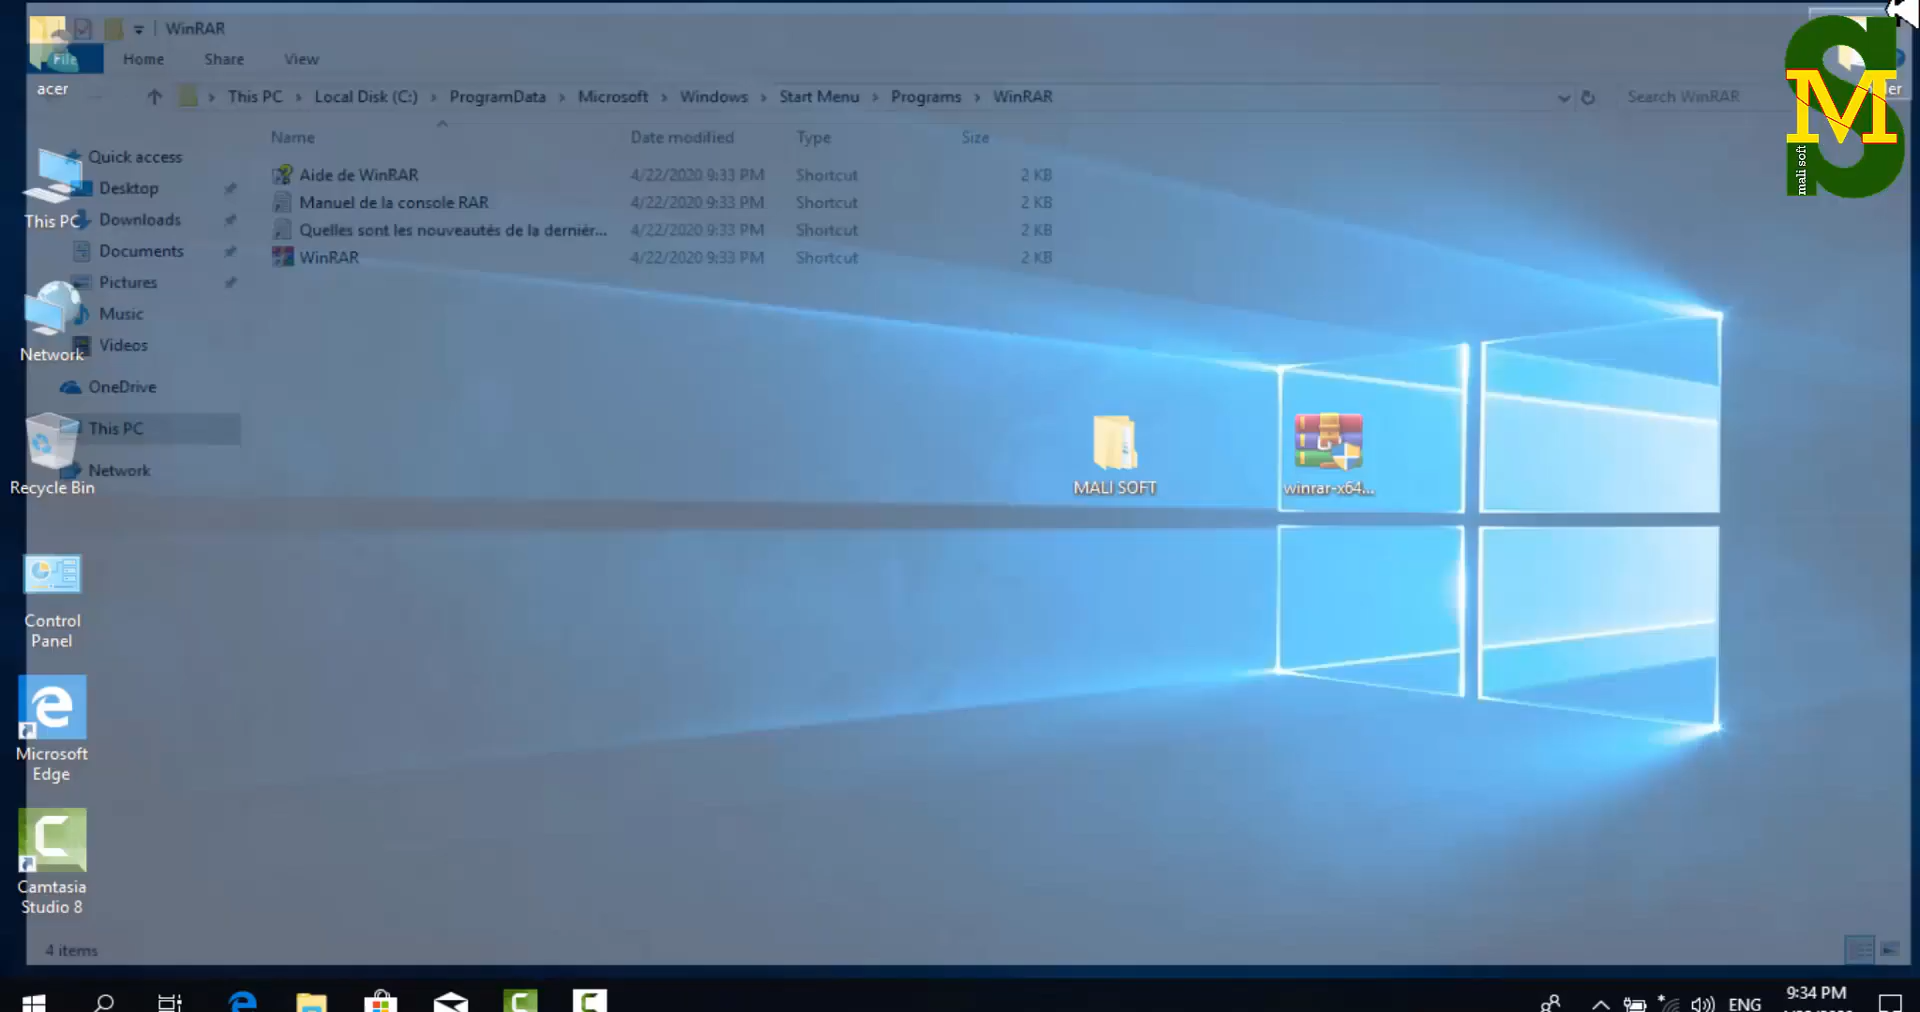 WinRAR
File Home Share View
acer
This PC > Local Disk (C:) > ProgramData > Microsoft > Windows > Start Menu > Programs > WinRAR
Search WinRAR
Name Date modified Type Size
Quick access
Aide de WinRAR 4/22/2020 9:33 PM Shortcut 2 KB
Desktop
Manuel de la console RAR 4/22/2020 9:33 PM Shortcut 2 KB
This PC
Downloads
Quelles sont les nouveautés de la dernièr... 4/22/2020 9:33 PM Shortcut 2 KB
Documents
WinRAR 4/22/2020 9:33 PM Shortcut 2 KB
Pictures
Music
Network
Videos
OneDrive
This PC
Network
Recycle Bin
MALI SOFT
winrar-x64...
Control
Panel
Microsoft
Edge
Camtasia
Studio 8
4 items
ENG
9:34 PM
S
M
mali soft